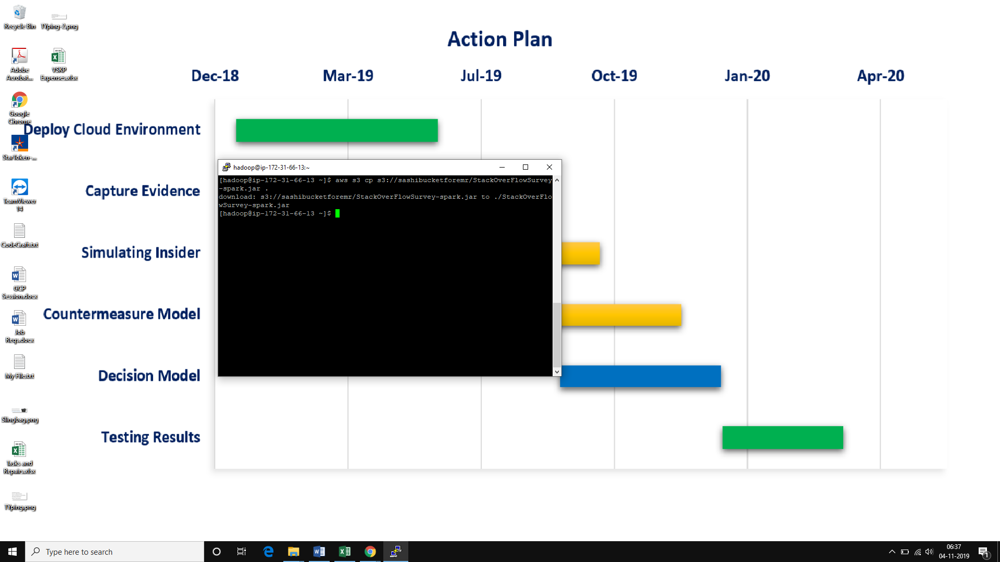 Recycle Bin
TYping-2.png
Adobe
Acrobat...
VSKP
Expenses.xlsx
Google
Chrome
StarToken-...
TeamViewer
14
CodeCraft.txt
GCP
Session.docx
Job
Reqs.docx
My File.txt
Slingbag.png
Tasks and
Repairs.xlsx
TYping.png
Action Plan
Dec-18 Mar-19 Jul-19 Oct-19 Jan-20 Apr-20
Deploy Cloud Environment
Capture Evidence
Simulating Insider
Countermeasure Model
Decision Model
Testing Results
hadoop@ip-172-31-66-13:~
[hadoop@ip-172-31-66-13 ~]$ aws s3 cp s3://sashibucketforemr/StackOverFlowSurvey
-spark.jar .
download: s3://sashibucketforemr/StackOverFlowSurvey-spark.jar to ./StackOverFlo
wSurvey-spark.jar
[hadoop@ip-172-31-66-13 ~]$
Type here to search
06:37
04-11-2019
1